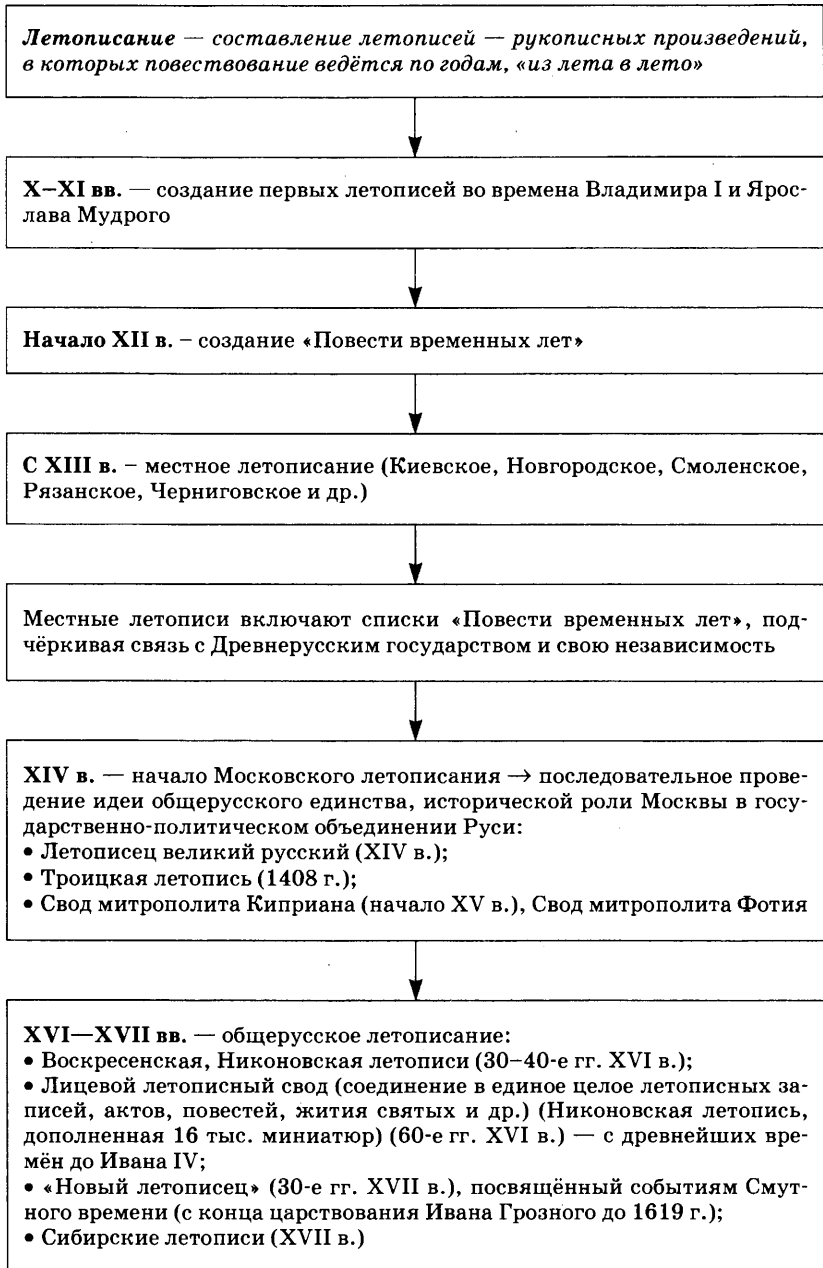 Летописание — составление летописей — рукописных произведений,
в которых повествование ведётся по годам, «из лета в лето»
X–XI вв. — создание первых летописей во времена Владимира I и Ярос-
лава Мудрого
Начало XII в. – создание «Повести временных лет»
С XIII в. – местное летописание (Киевское, Новгородское, Смоленское,
Рязанское, Черниговское и др.)
Местные летописи включают списки «Повести временных лет», под-
чёркивая связь с Древнерусским государством и свою независимость
XIV в. — начало Московского летописания → последовательное прове-
дение идеи общерусского единства, исторической роли Москвы в госу-
дарственно-политическом объединении Руси:
• Летописец великий русский (XIV в.);
• Троицкая летопись (1408 г.);
• Свод митрополита Киприана (начало XV в.), Свод митрополита Фотия
XVI—XVII вв. — общерусское летописание:
• Воскресенская, Никоновская летописи (30–40-е гг. XVI в.);
• Лицевой летописный свод (соединение в единое целое летописных за-
писей, актов, повестей, жития святых и др.) (Никоновская летопись,
дополненная 16 тыс. миниатюр) (60-е гг. XVI в.) — с древнейших вре-
мён до Ивана IV;
• «Новый летописец» (30-е гг. XVII в.), посвящённый событиям Смут-
ного времени (с конца царствования Ивана Грозного до 1619 г.);
• Сибирские летописи (XVII в.)